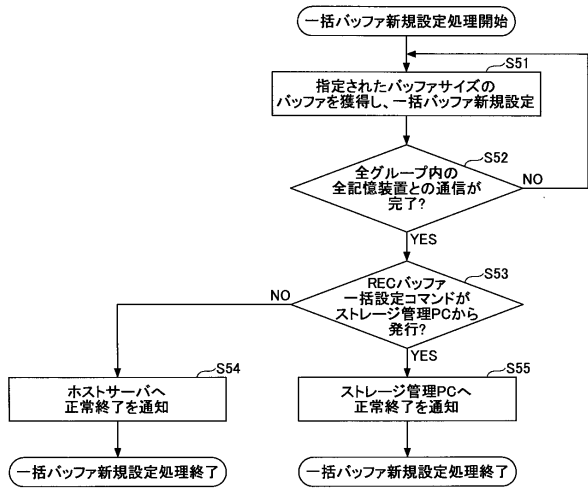 一括バッファ新規設定処理開始
S51
指定されたバッファサイズの
バッファを獲得し、一括バッファ新規設定
S52
全グループ内の
全記憶装置との通信が
完了?
NO
YES
S53
RECバッファ
一括設定コマンドが
ストレージ管理PCから
発行?
NO
YES
S54
ホストサーバへ
正常終了を通知
S55
ストレージ管理PCへ
正常終了を通知
一括バッファ新規設定処理終了
一括バッファ新規設定処理終了